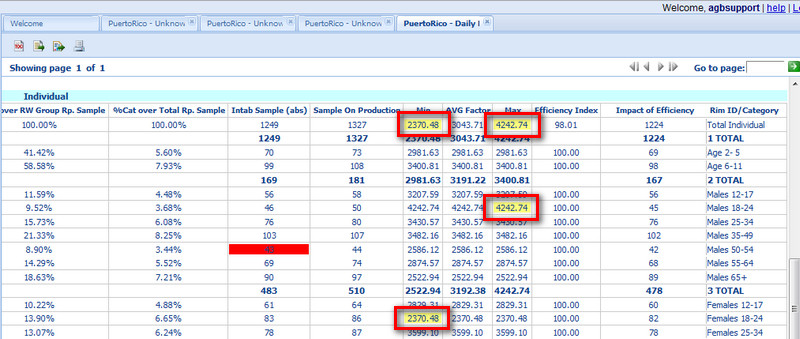 Welcome, agbsupport | help | L
Welcome PuertoRico - Unknow PuertoRico - Unknow PuertoRico - Unknow PuertoRico - Daily I
Showing page 1 of 1 Go to page:
Individual
over RW Group Rp. Sample %Cat over Total Rp. Sample Intab Sample (abs) Sample On Production Min AVG Factor Max Efficiency Index Impact of Efficiency Rim ID/Category
100.00% 100.00% 1249 1327 2370.48 3043.71 4242.74 98.01 1224 Total Individual
1249 1327 2370.48 3043.71 4242.74 1224 1 TOTAL
41.42% 5.60% 70 73 2981.63 2981.63 2981.63 100.00 69 Age 2- 5
58.58% 7.93% 99 108 3400.81 3400.81 3400.81 100.00 98 Age 6-11
169 181 2981.63 3191.22 3400.81 167 2 TOTAL
11.59% 4.48% 56 58 3207.59 3207.59 3207.59 100.00 56 Males 12-17
9.52% 3.68% 46 50 4242.74 4242.74 4242.74 100.00 45 Males 18-24
15.73% 6.08% 76 80 3430.57 3430.57 3430.57 100.00 76 Males 25-34
21.33% 8.25% 103 107 3482.16 3482.16 3482.16 100.00 102 Males 35-49
8.90% 3.44% 44 2586.12 2586.12 2586.12 100.00 42 Males 50-54
14.29% 5.52% 69 74 2874.57 2874.57 2874.57 100.00 68 Males 55-64
18.63% 7.21% 90 97 2522.94 2522.94 2522.94 100.00 89 Males 65+
483 510 2522.94 3192.38 4242.74 478 3 TOTAL
10.22% 4.88% 61 64 2829.31 2829.31 2829.31 100.00 60 Females 12-17
13.90% 6.65% 83 86 2370.48 2370.48 2370.48 100.00 82 Females 18-24
13.07% 6.24% 78 87 3599.10 3599.10 3599.10 100.00 78 Females 25-34